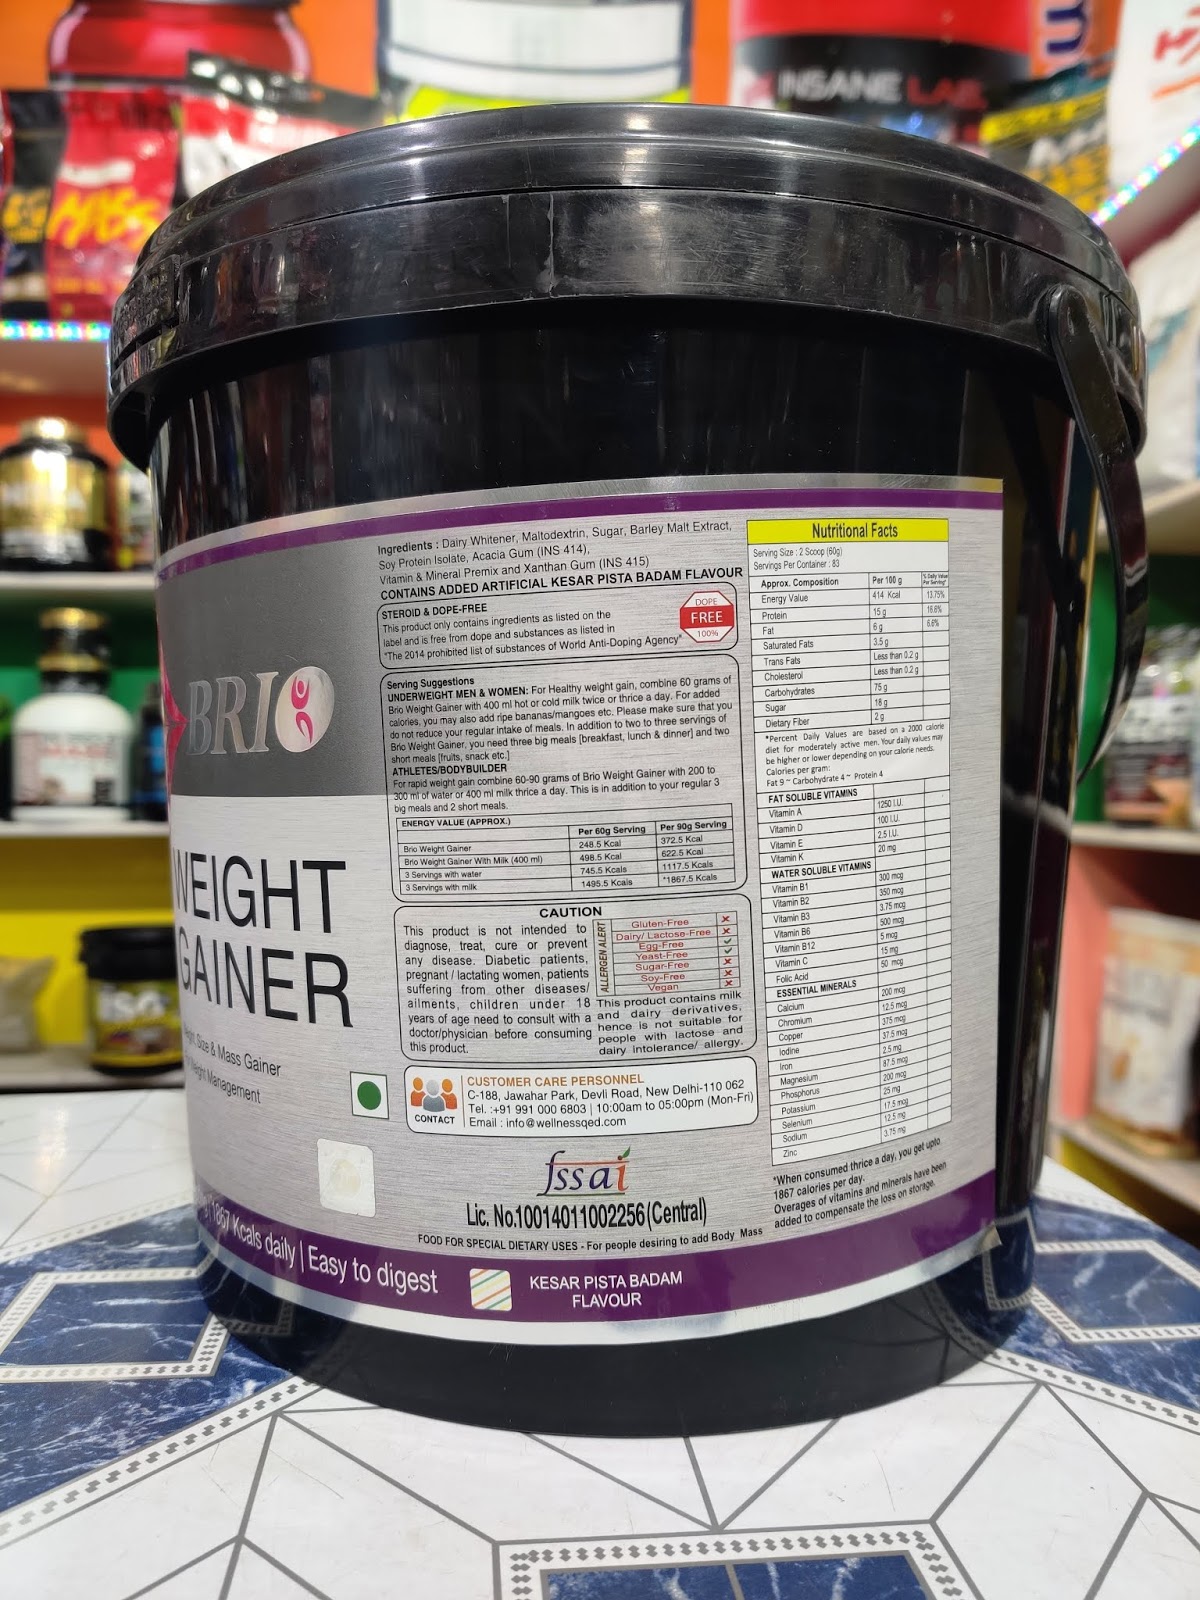 INSANE LAB
MASS
ISO
BRIO
WEIGHT
GAINER
Size & Mass Gainer
Weight Management
1867 Kcals daily | Easy to digest
Ingredients : Dairy Whitener, Maltodextrin, Sugar, Barley Malt Extract,
Soy Protein Isolate, Acacia Gum (INS 414),
Vitamin & Mineral Premix and Xanthan Gum (INS 415)
CONTAINS ADDED ARTIFICIAL KESAR PISTA BADAM FLAVOUR
STEROID & DOPE-FREE
This product only contains ingredients as listed on the
label and is free from dope and substances as listed in
"The 2014 prohibited list of substances of World Anti-Doping Agency"
DOPE
FREE
100%
Serving Suggestions
UNDERWEIGHT MEN & WOMEN: For Healthy weight gain, combine 60 grams of
Brio Weight Gainer with 400 ml hot or cold milk twice or thrice a day. For added
calories, you may also add ripe bananas/mangoes etc. Please make sure that you
do not reduce your regular intake of meals. In addition to two to three servings of
Brio Weight Gainer, you need three big meals [breakfast, lunch & dinner] and two
short meals [fruits, snack etc.]
ATHLETES/BODYBUILDER
For rapid weight gain combine 60-90 grams of Brio Weight Gainer with 200 to
300 ml of water or 400 ml milk thrice a day. This is in addition to your regular 3
big meals and 2 short meals.
ENERGY VALUE (APPROX.) Per 60g Serving Per 90g Serving
Brio Weight Gainer 248.5 Kcal 372.5 Kcal
Brio Weight Gainer With Milk (400 ml) 498.5 Kcal 622.5 Kcal
3 Servings with water 745.5 Kcals 1117.5 Kcals
3 Servings with milk 1495.5 Kcals *1867.5 Kcals
CAUTION
This product is not intended to
diagnose, treat, cure or prevent
any disease. Diabetic patients,
pregnant / lactating women, patients
suffering from other diseases/
ailments, children under 18
years of age need to consult with a
doctor/physician before consuming
this product.
ALLERGEN ALERT
Gluten-Free ✗
Dairy/ Lactose-Free ✗
Egg-Free ✓
Yeast-Free ✓
Sugar-Free ✗
Soy-Free ✗
Vegan ✗
This product contains milk
and dairy derivatives,
hence is not suitable for
people with lactose and
dairy intolerance/ allergy.
CONTACT
CUSTOMER CARE PERSONNEL
C-188, Jawahar Park, Devli Road, New Delhi-110 062
Tel. :+91 991 000 6803 | 10:00am to 05:00pm (Mon-Fri)
Email : info@wellnessqed.com
fssai
Lic. No.10014011002256(Central)
FOOD FOR SPECIAL DIETARY USES - For people desiring to add Body Mass
KESAR PISTA BADAM
FLAVOUR
Nutritional Facts
Serving Size : 2 Scoop (60g)
Servings Per Container : 83
Approx. Composition Per 100 g % Daily Value Per Serving*
Energy Value 414 Kcal 13.75%
Protein 15 g 16.6%
Fat 6 g 6.6%
Saturated Fats 3.5 g
Trans Fats Less than 0.2 g
Cholesterol Less than 0.2 g
Carbohydrates 75 g
Sugar 18 g
Dietary Fiber 2 g
*Percent Daily Values are based on a 2000 calorie
diet for moderately active men. Your daily values may
be higher or lower depending on your calorie needs.
Calories per gram:
Fat 9 ~ Carbohydrate 4 ~ Protein 4
FAT SOLUBLE VITAMINS
Vitamin A 1250 I.U.
Vitamin D 100 I.U.
Vitamin E 2.5 I.U.
Vitamin K 20 mg
WATER SOLUBLE VITAMINS
Vitamin B1 300 mcg
Vitamin B2 350 mcg
Vitamin B3 3.75 mcg
Vitamin B6 500 mcg
Vitamin B12 5 mcg
Vitamin C 15 mg
Folic Acid 50 mcg
ESSENTIAL MINERALS
Calcium 200 mcg
Chromium 12.5 mcg
Copper 375 mcg
Iodine 37.5 mcg
Iron 2.5 mg
Magnesium 87.5 mcg
Phosphorus 200 mcg
Potassium 25 mg
Selenium 17.5 mcg
Sodium 12.5 mg
Zinc 3.75 mg
*When consumed thrice a day, you get upto
1867 calories per day.
Overages of vitamins and minerals have been
added to compensate the loss on storage.